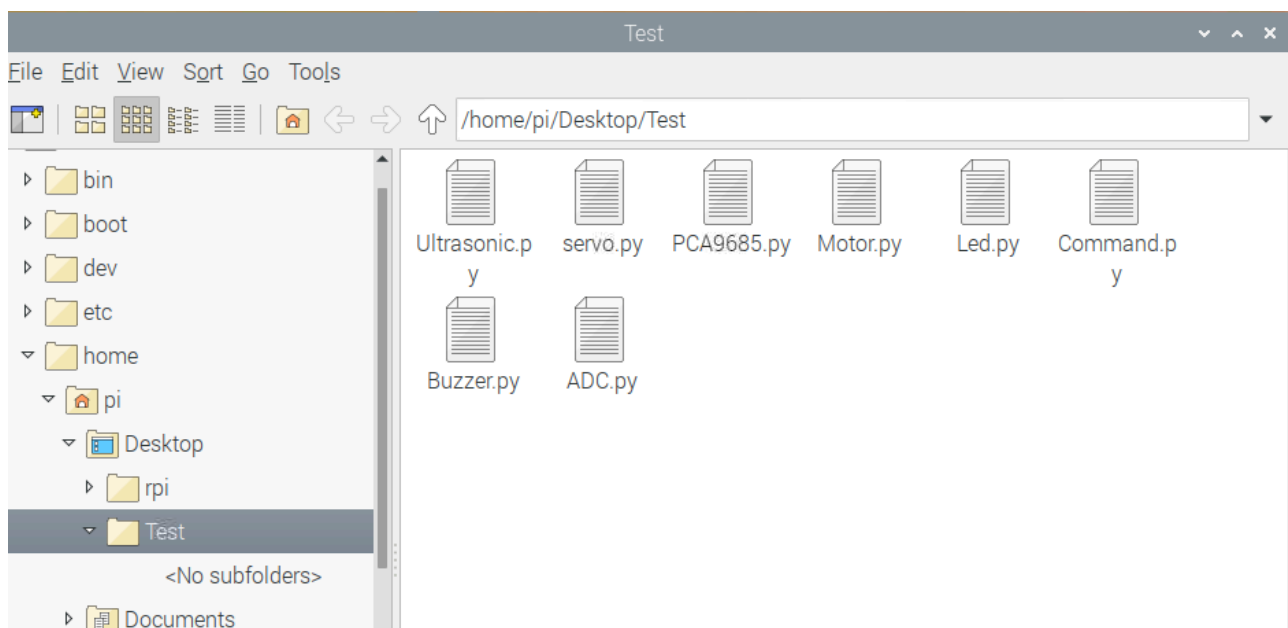 Test
File Edit View Sort Go Tools
/home/pi/Desktop/Test
bin
boot
dev
etc
home
pi
Desktop
rpi
Test
<No subfolders>
Documents
Ultrasonic.p
y
servo.py
PCA9685.py
Motor.py
Led.py
Command.p
y
Buzzer.py
ADC.py